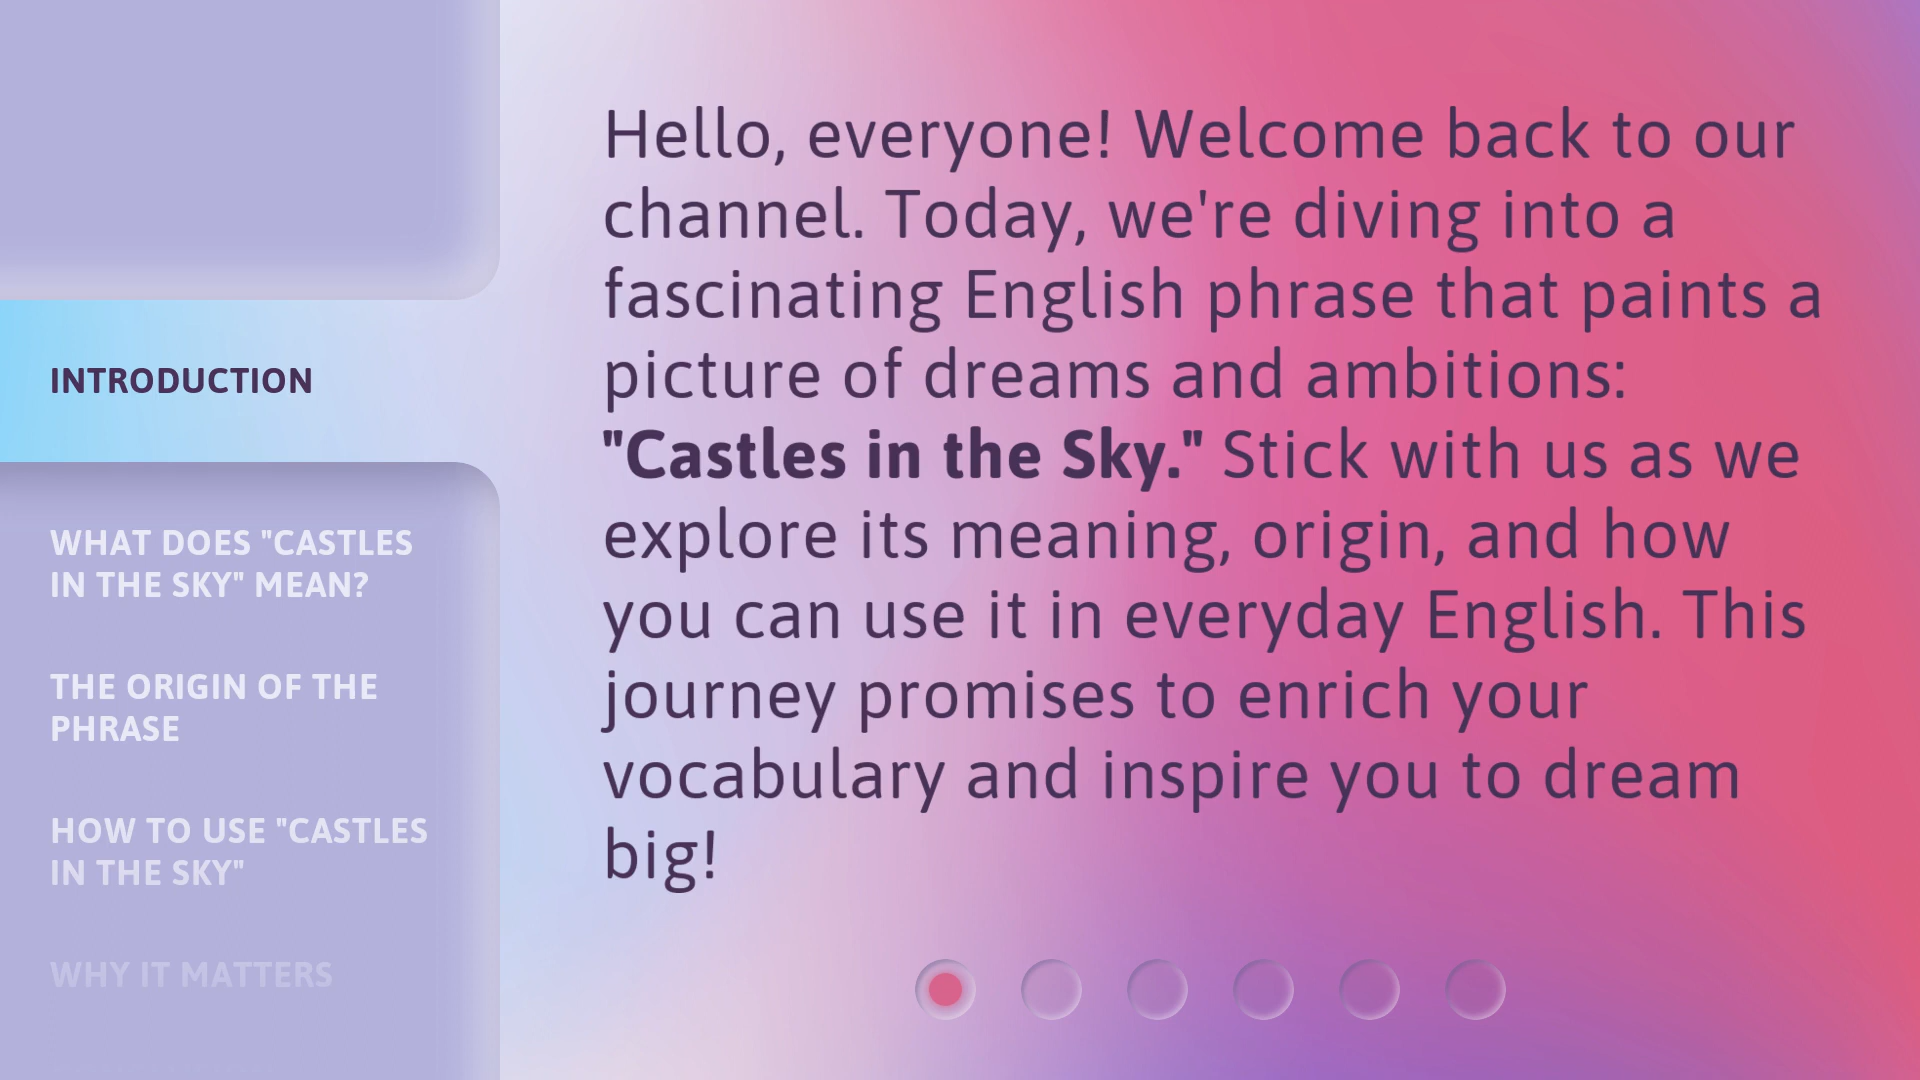 INTRODUCTION
WHAT DOES "CASTLES
IN THE SKY" MEAN?
THE ORIGIN OF THE
PHRASE
HOW TO USE "CASTLES
IN THE SKY"
WHY IT MATTERS
Hello, everyone! Welcome back to our
channel. Today, we're diving into a
fascinating English phrase that paints a
picture of dreams and ambitions:
"Castles in the Sky." Stick with us as we
explore its meaning, origin, and how
you can use it in everyday English. This
journey promises to enrich your
vocabulary and inspire you to dream
big!